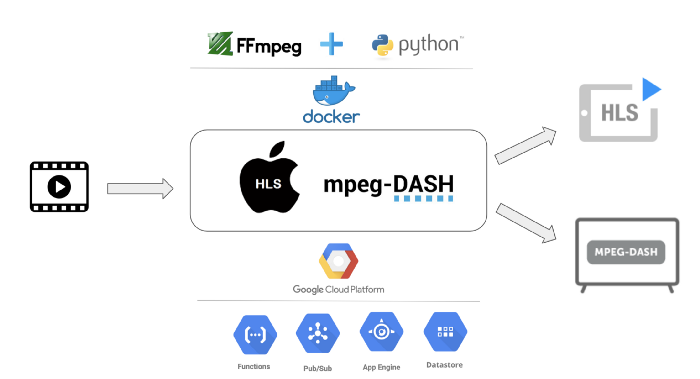 FFmpeg
python™
docker
HLS
mpeg-DASH
HLS
MPEG-DASH
Google Cloud Platform
Functions
Pub/Sub
App Engine
Datastore